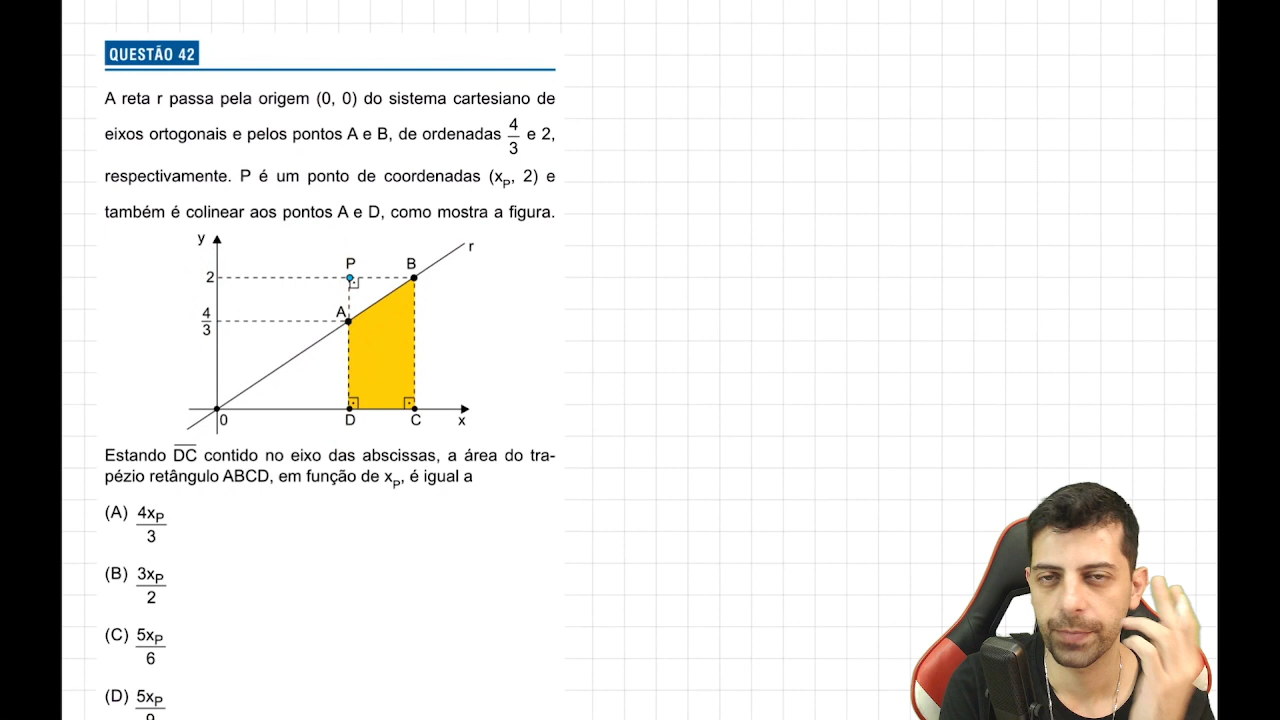 QUESTÃO 42
A reta r passa pela origem (0, 0) do sistema cartesiano de
eixos ortogonais e pelos pontos A e B, de ordenadas 4/3 e 2,
respectivamente. P é um ponto de coordenadas (xP, 2) e
também é colinear aos pontos A e D, como mostra a figura.
y
r
P B
2
A
4/3
0 D C x
Estando DC contido no eixo das abscissas, a área do tra-
pézio retângulo ABCD, em função de xP, é igual a
(A) 4xP/3
(B) 3xP/2
(C) 5xP/6
(D) 5xP/9